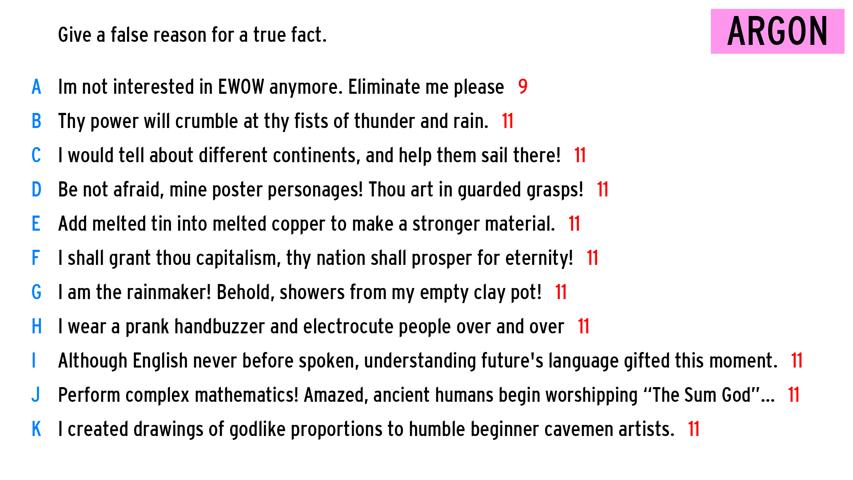 Give a false reason for a true fact.
ARGON
A Im not interested in EWOW anymore. Eliminate me please 9
B Thy power will crumble at thy fists of thunder and rain. 11
C I would tell about different continents, and help them sail there! 11
D Be not afraid, mine poster personages! Thou art in guarded grasps! 11
E Add melted tin into melted copper to make a stronger material. 11
F I shall grant thou capitalism, thy nation shall prosper for eternity! 11
G I am the rainmaker! Behold, showers from my empty clay pot! 11
H I wear a prank handbuzzer and electrocute people over and over 11
I Although English never before spoken, understanding future's language gifted this moment. 11
J Perform complex mathematics! Amazed, ancient humans begin worshipping “The Sum God”... 11
K I created drawings of godlike proportions to humble beginner cavemen artists. 11